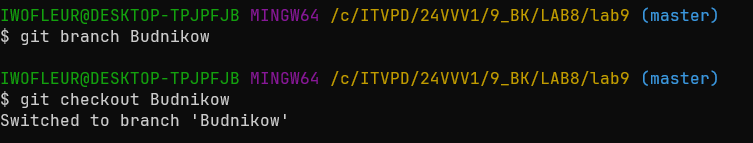 IWOFLEUR@DESKTOP-TPJPFJB MINGW64 /c/ITVPD/24VVV1/9_BK/LAB8/lab9 (master)
$ git branch Budnikow
IWOFLEUR@DESKTOP-TPJPFJB MINGW64 /c/ITVPD/24VVV1/9_BK/LAB8/lab9 (master)
$ git checkout Budnikow
Switched to branch 'Budnikow'